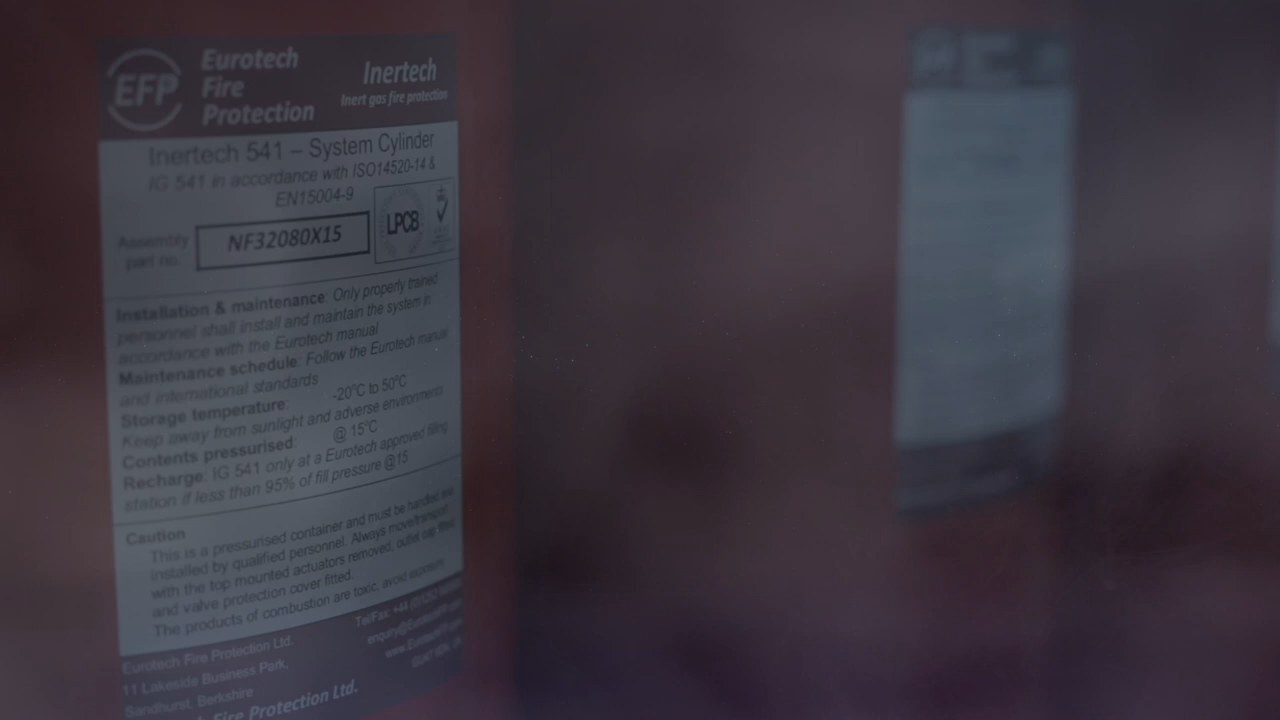 EFP
Eurotech
Fire
Protection
Inertech
Inert gas fire protection
Inertech 541 – System Cylinder
IG 541 in accordance with ISO14520-14 &
EN15004-9
Assembly
part no.
NF32080X15
LPCB
Installation & maintenance: Only properly trained
personnel shall install and maintain the system in
accordance with the Eurotech manual
Maintenance schedule: Follow the Eurotech manual
and International standards
Storage temperature: -20°C to 50°C
Keep away from sunlight and adverse environments
Contents pressurised: @ 15°C
Recharge: IG 541 only at a Eurotech approved filling
station if less than 95% of fill pressure @15
Caution
This is a pressurised container and must be handled and
installed by qualified personnel. Always move/transport
with the top mounted actuators removed, outlet cap fitted
and valve protection cover fitted.
The products of combustion are toxic, avoid exposure.
Eurotech Fire Protection Ltd.
11 Lakeside Business Park,
Sandhurst, Berkshire
Tel/Fax: +44
Fire Protection Ltd.